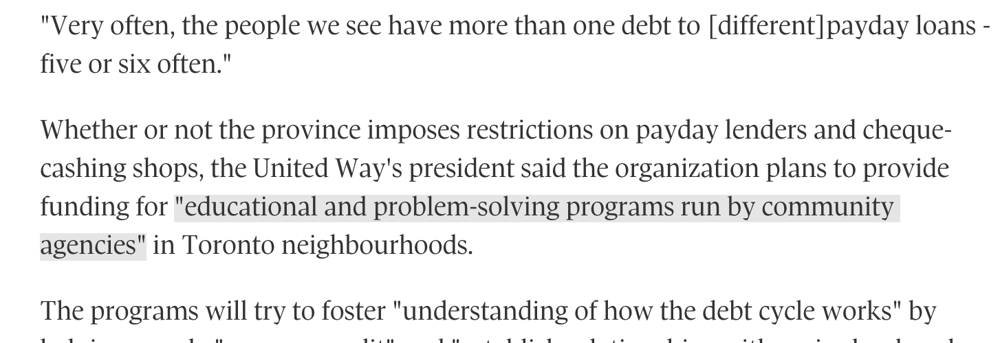 "Very often, the people we see have more than one debt to [different]payday loans -
five or six often."
Whether or not the province imposes restrictions on payday lenders and cheque-
cashing shops, the United Way's president said the organization plans to provide
funding for "educational and problem-solving programs run by community
agencies" in Toronto neighbourhoods.
The programs will try to foster "understanding of how the debt cycle works" by